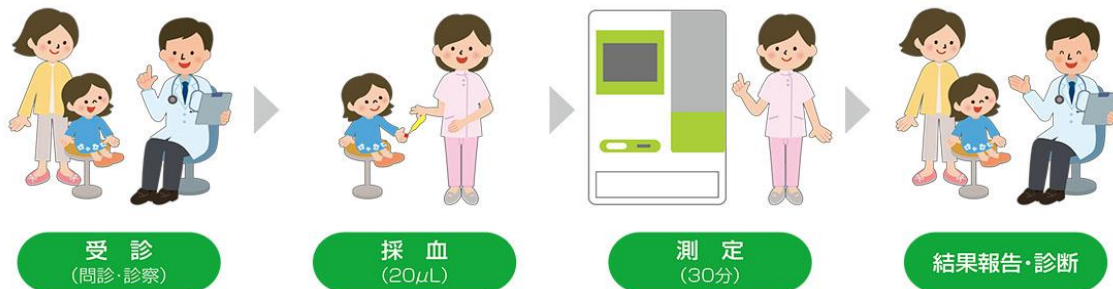 受 診
(問診・診察)
採 血
(20μL)
測 定
(30分)
結果報告・診断